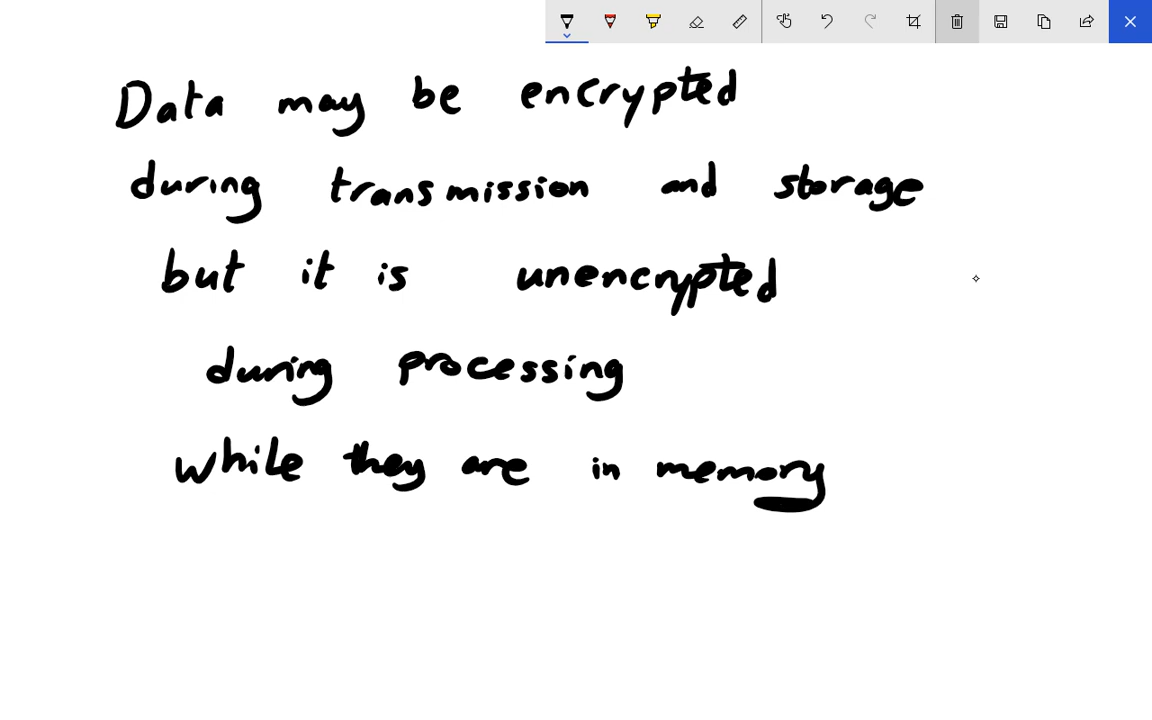 Data may be encrypted
during transmission and storage
but it is unencrypted
during processing
while they are in memory